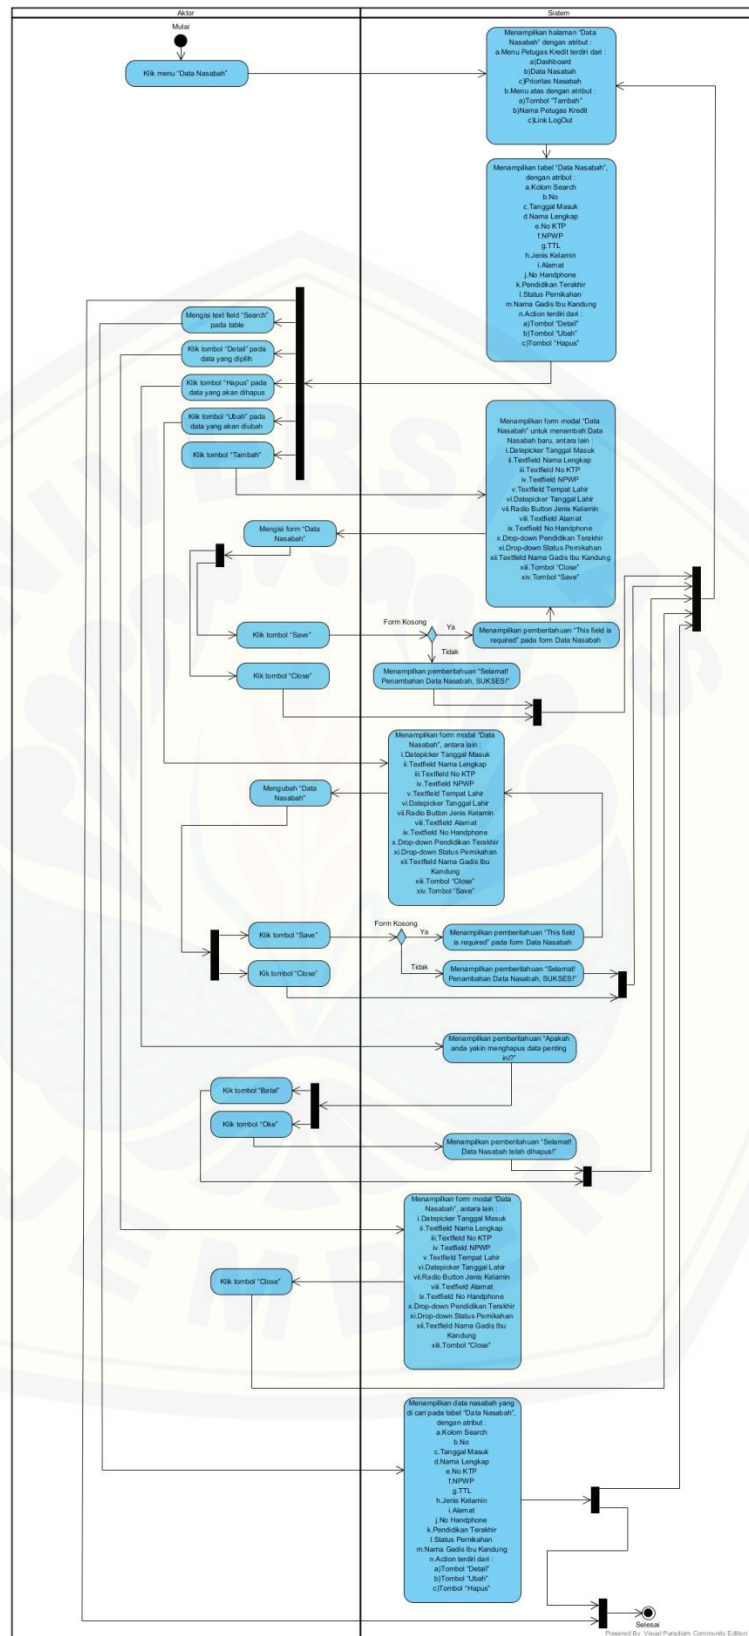 Aktor
Sistem
Mulai
Klik menu "Data Nasabah"
Menampilkan halaman "Data
Nasabah" dengan atribut :
a.Menu Petugas Kredit terdiri dari :
a)Dashboard
b)Data Nasabah
c)Prioritas Nasabah
b.Menu atas dengan atribut :
a)Tombol "Tambah"
b)Nama Petugas Kredit
c)Link LogOut
Menampilkan tabel "Data Nasabah",
dengan atribut :
a.Kolom Search
b.No
c.Tanggal Masuk
d.Nama Lengkap
e.No KTP
f.NPWP
g.TTL
h.Jenis Kelamin
i.Alamat
j.No Handphone
k.Pendidikan Terakhir
l.Status Pernikahan
m.Nama Gadis Ibu Kandung
n.Action terdiri dari :
a)Tombol "Detail"
b)Tombol "Ubah"
c)Tombol "Hapus"
Mengisi text field "Search"
pada table
Klik tombol "Detail" pada
data yang dipilih
Klik tombol "Hapus" pada
data yang akan dihapus
Klik tombol "Ubah" pada
data yang akan diubah
Klik tombol "Tambah"
Menampilkan form modal "Data
Nasabah" untuk menambah Data
Nasabah baru, antara lain :
i.Datepicker Tanggal Masuk
ii.Textfield Nama Lengkap
iii.Textfield No KTP
iv.Textfield NPWP
v.Textfield Tempat Lahir
vi.Datepicker Tanggal Lahir
vii.Radio Button Jenis Kelamin
viii.Textfield Alamat
ix.Textfield No Handphone
x.Drop-down Pendidikan Terakhir
xi.Drop-down Status Pernikahan
xii.Textfield Nama Gadis Ibu Kandung
xiii.Tombol "Close"
xiv.Tombol "Save"
Mengisi form "Data
Nasabah"
Klik tombol "Save"
Form Kosong
Ya
Tidak
Menampilkan pemberitahuan "This field is
required" pada form Data Nasabah
Kik tombol "Close"
Menampilkan pemberitahuan "Selamat!
Penambahan Data Nasabah, SUKSES!"
Menampilkan form modal "Data
Nasabah", antara lain :
i.Datepicker Tanggal Masuk
ii.Textfield Nama Lengkap
iii.Textfield No KTP
iv.Textfield NPWP
v.Textfield Tempat Lahir
vi.Datepicker Tanggal Lahir
vii.Radio Button Jenis Kelamin
viii.Textfield Alamat
ix.Textfield No Handphone
x.Drop-down Pendidikan Terakhir
xi.Drop-down Status Pernikahan
xii.Textfield Nama Gadis Ibu
Kandung
xiii.Tombol "Close"
xiv.Tombol "Save"
Mengubah "Data
Nasabah"
Klik tombol "Save"
Form Kosong
Ya
Tidak
Menampilkan pemberitahuan "This field
is required" pada form Data Nasabah
Kik tombol "Close"
Menampilkan pemberitahuan "Selamat!
Penambahan Data Nasabah, SUKSES!"
Menampilkan pemberitahuan "Apakah
anda yakin menghapus data penting
ini?"
Kik tombol "Batal"
Klik tombol "Oke"
Menampilkan pemberitahuan "Selamat!
Data Nasabah telah dihapus!"
Menampilkan form modal "Data
Nasabah", antara lain :
i.Datepicker Tanggal Masuk
ii.Textfield Nama Lengkap
iii.Textfield No KTP
iv.Textfield NPWP
v.Textfield Tempat Lahir
vi.Datepicker Tanggal Lahir
vii.Radio Button Jenis Kelamin
viii.Textfield Alamat
ix.Textfield No Handphone
x.Drop-down Pendidikan Terakhir
xi.Drop-down Status Pernikahan
xii.Textfield Nama Gadis Ibu
Kandung
xiii.Tombol "Close"
Klik tombol "Close"
Menampilkan data nasabah yang
di cari pada tabel "Data Nasabah",
dengan atribut :
a.Kolom Search
b.No
c.Tanggal Masuk
d.Nama Lengkap
e.No KTP
f.NPWP
g.TTL
h.Jenis Kelamin
i.Alamat
j.No Handphone
k.Pendidikan Terakhir
l.Status Pernikahan
m.Nama Gadis Ibu Kandung
n.Action terdiri dari :
a)Tombol "Detail"
b)Tombol "Ubah"
c)Tombol "Hapus"
Selesai
Powered By Visual Paradigm Community Edition
UNIVERSITAS
JEMBER